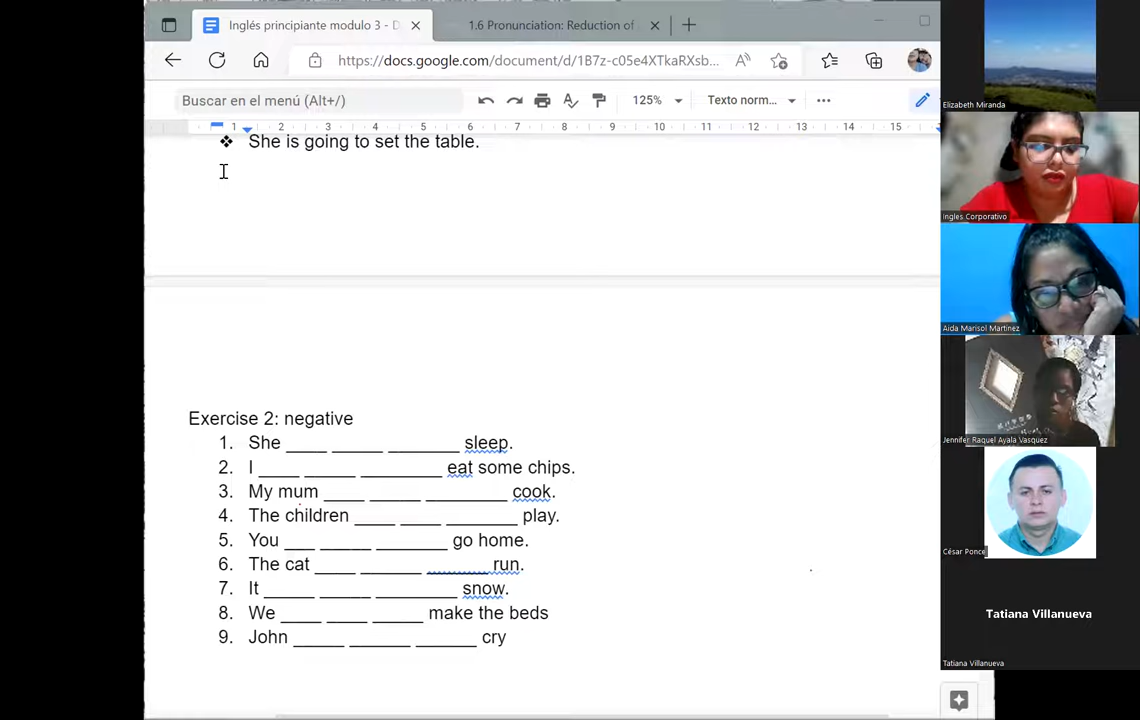 Inglés principiante modulo 3 - D
1.6 Pronunciation: Reduction of
https://docs.google.com/document/d/1B7z-c05e4XTkaRXsb...
Buscar en el menú (Alt+/)
125%
Texto norm...
1 2 3 4 5 6 7 8 9 10 11 12 13 14 15
❖ She is going to set the table.
Exercise 2: negative
1. She ____ _____ _______ sleep.
2. I ____ _____ ________ eat some chips.
3. My mum ____ _____ ________ cook.
4. The children ____ ____ _______ play.
5. You ___ _____ _______ go home.
6. The cat ____ ______ ______ run.
7. It _____ _____ ________ snow.
8. We ____ ____ _____ make the beds
9. John _____ ______ ______ cry
Elizabeth Miranda
Ingles Corporativo
Aida Marisol Martinez
Jennifer Raquel Ayala Vasquez
César Ponce
Tatiana Villanueva
Tatiana Villanueva